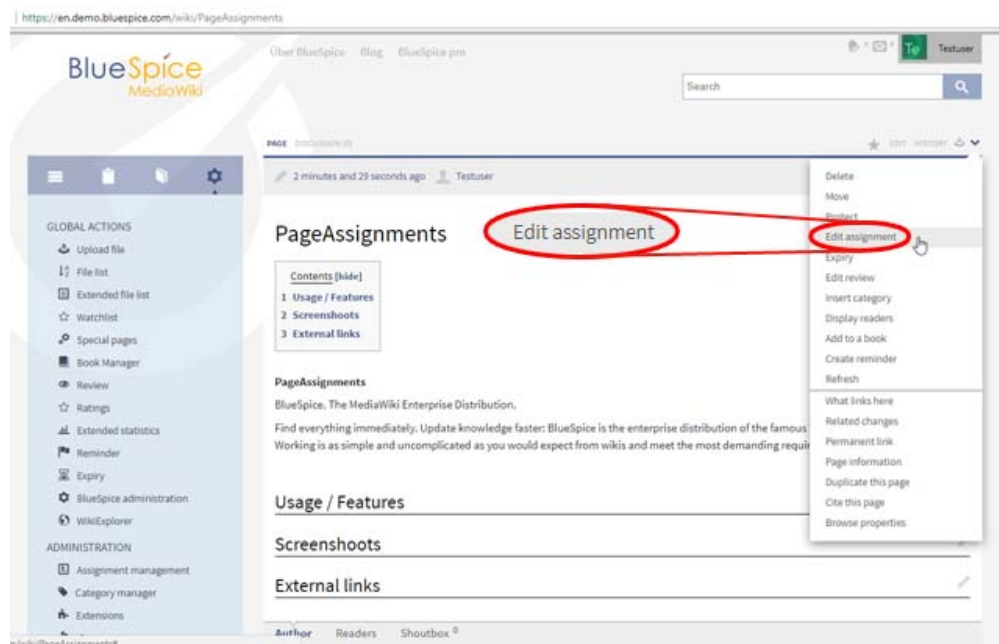 https://en.demo.bluespice.com/wiki/PageAssignments
Über BlueSpice Blog BlueSpice pro
Te Testuser
BlueSpice
MediaWiki
Search
PAGE DISCUSSION (0)
EDIT HISTORY
2 minutes and 29 seconds ago Testuser
GLOBAL ACTIONS
Upload file
File list
Extended file list
Watchlist
Special pages
Book Manager
Review
Ratings
Extended statistics
Reminder
Expiry
BlueSpice administration
WikiExplorer
ADMINISTRATION
Assignment management
Category manager
Extensions
PageAssignments
Edit assignment
Contents [hide]
1 Usage / Features
2 Screenshoots
3 External links
PageAssignments
BlueSpice. The MediaWiki Enterprise Distribution.
Find everything immediately. Update knowledge faster: BlueSpice is the enterprise distribution of the famous
Working is as simple and uncomplicated as you would expect from wikis and meet the most demanding requir
Usage / Features
Screenshoots
External links
Author Readers Shoutbox 0
Delete
Move
Protect
Edit assignment
Expiry
Edit review
Insert category
Display readers
Add to a book
Create reminder
Refresh
What links here
Related changes
Permanent link
Page information
Duplicate this page
Cite this page
Browse properties